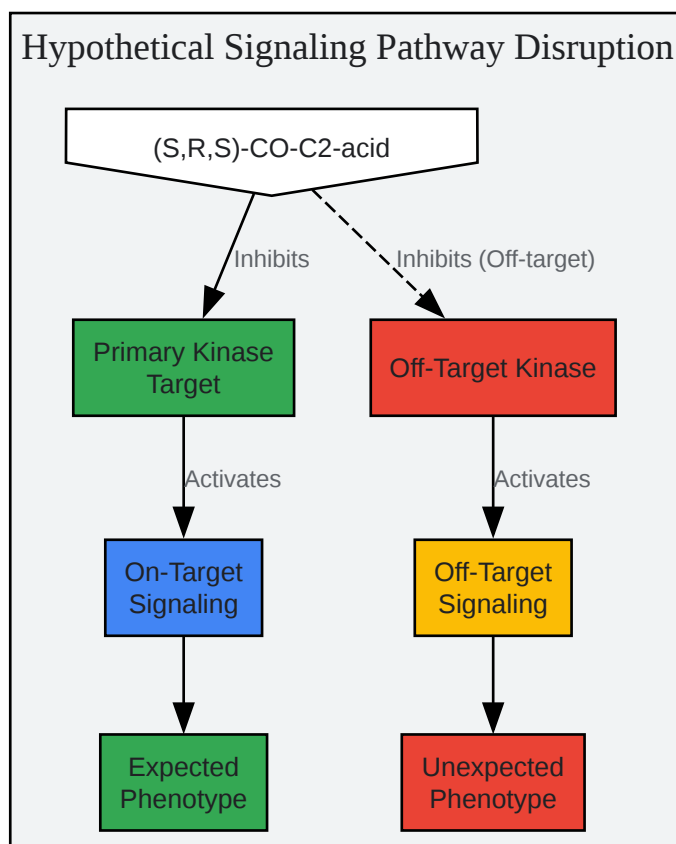 Hypothetical Signaling Pathway Disruption
(S,R,S)-CO-C2-acid
Inhibits
Inhibits (Off-target)
Primary Kinase
Target
Off-Target Kinase
Activates
Activates
On-Target
Signaling
Off-Target
Signaling
Expected
Phenotype
Unexpected
Phenotype